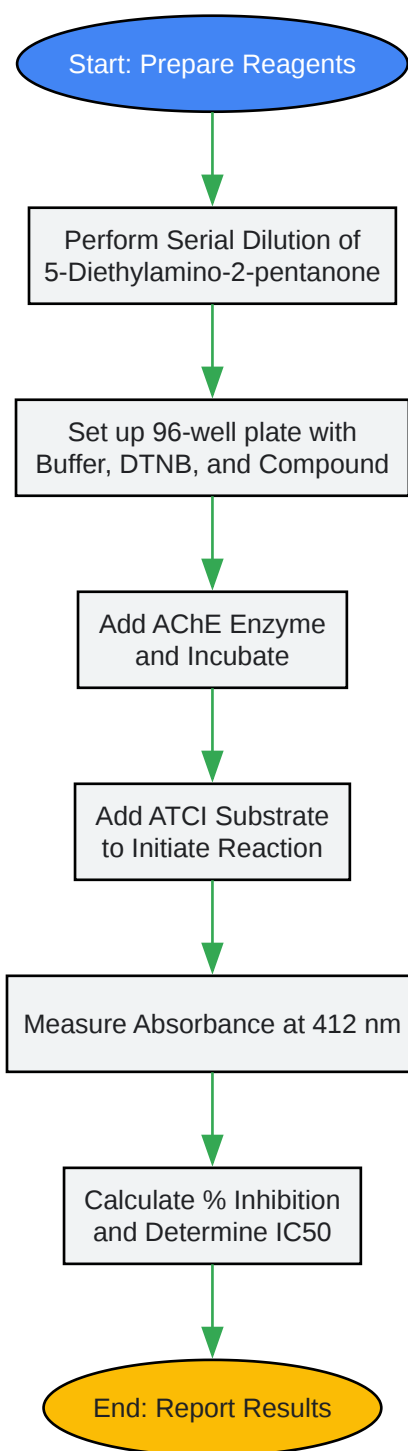 Start: Prepare Reagents
Perform Serial Dilution of
5-Diethylamino-2-pentanone
Set up 96-well plate with
Buffer, DTNB, and Compound
Add AChE Enzyme
and Incubate
Add ATCI Substrate
to Initiate Reaction
Measure Absorbance at 412 nm
Calculate % Inhibition
and Determine IC50
End: Report Results